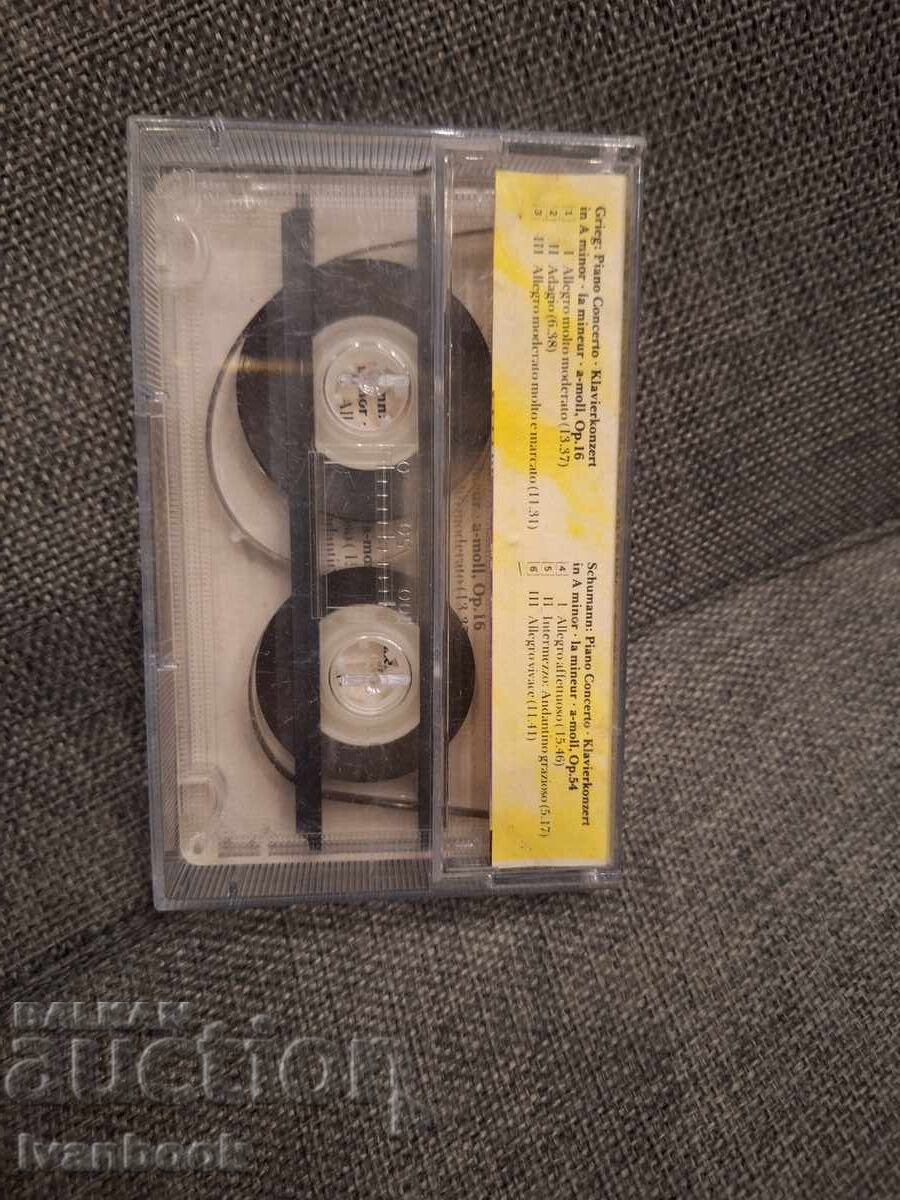 Grieg: Piano Concerto · Klavierkonzert
in A minor · la mineur · a-moll, Op.16
1 I Allegro molto moderato (13.37)
2 II Adagio (6.38)
3 III Allegro moderato molto e marcato (11.31)
Schumann: Piano Concerto · Klavierkonzert
in A minor · la mineur · a-moll, Op.54
4 I Allegro affettuoso (15.46)
5 II Intermezzo: Andantino grazioso (5.17)
6 III Allegro vivace (11.41)
a-moll, Op.16
BALKAN
auction
Ivanbook